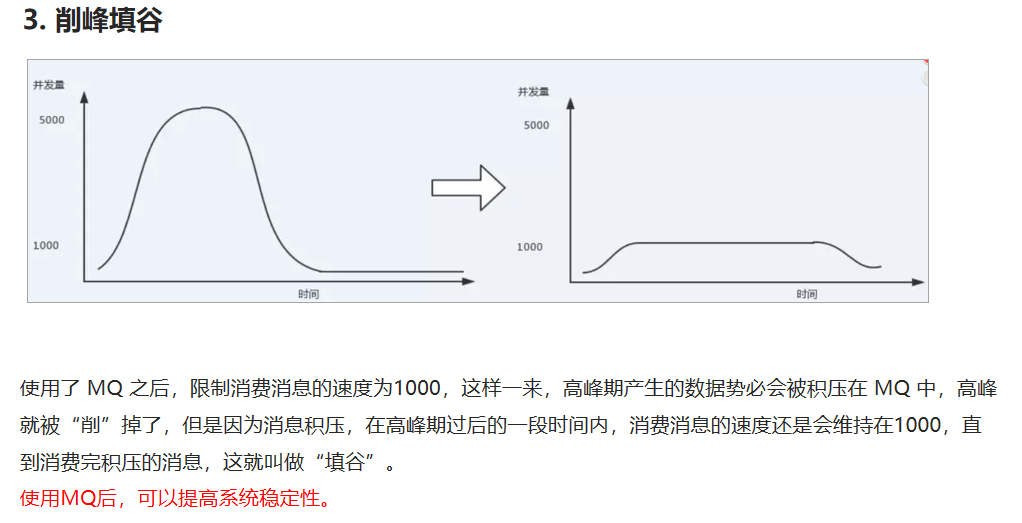 3. 削峰填谷
并发量
5000
1000
时间
并发量
5000
1000
时间
使用了 MQ 之后，限制消费消息的速度为1000，这样一来，高峰期产生的数据势必会被积压在 MQ 中，高峰
就被“削”掉了，但是因为消息积压，在高峰期过后的一段时间内，消费消息的速度还是会维持在1000，直
到消费完积压的消息，这就叫做“填谷”。
使用MQ后，可以提高系统稳定性。